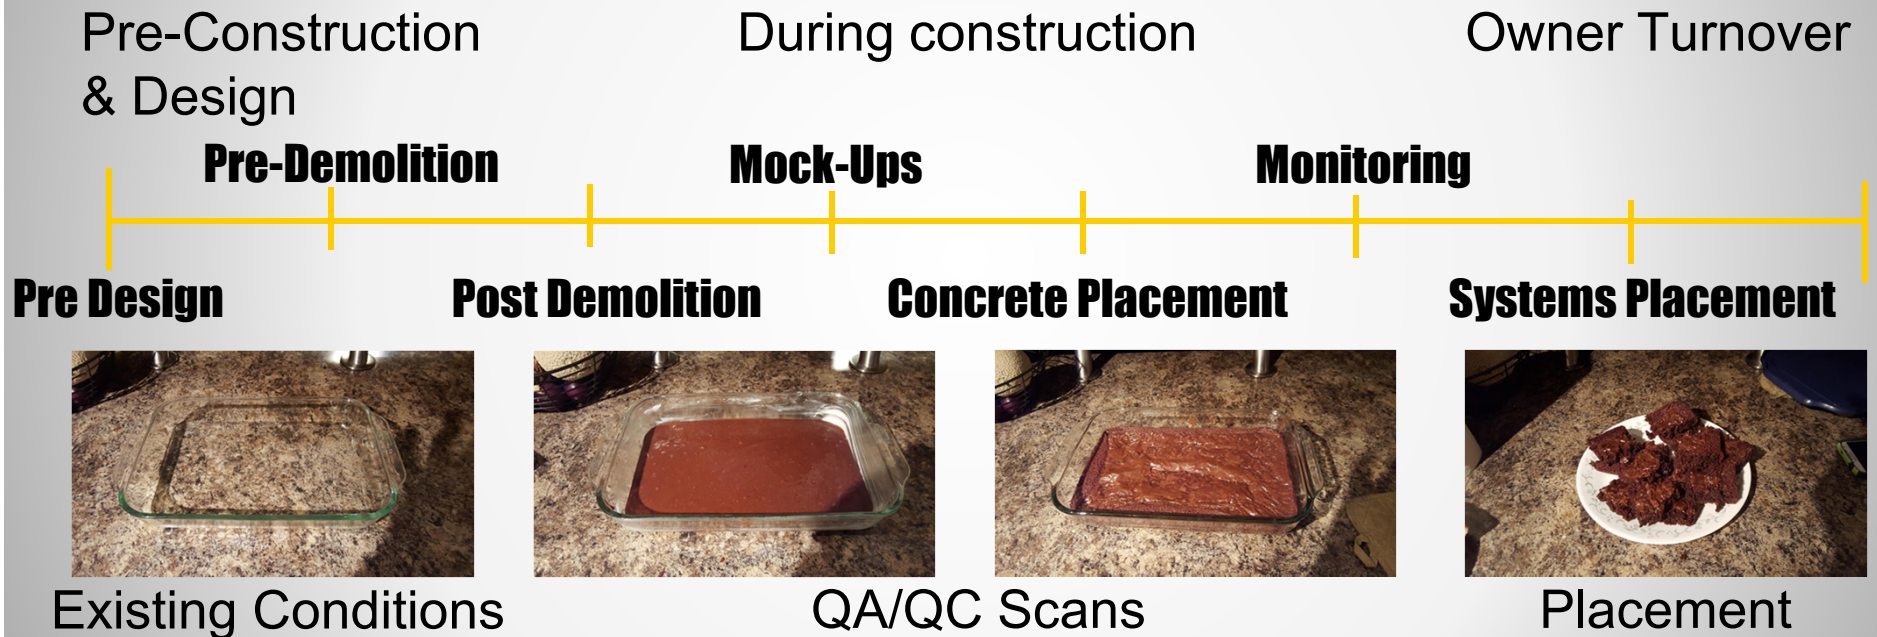 Pre-Construction
& Design
During construction
Owner Turnover
Pre-Demolition
Mock-Ups
Monitoring
Pre Design
Post Demolition
Concrete Placement
Systems Placement
Existing Conditions
QA/QC Scans
Placement